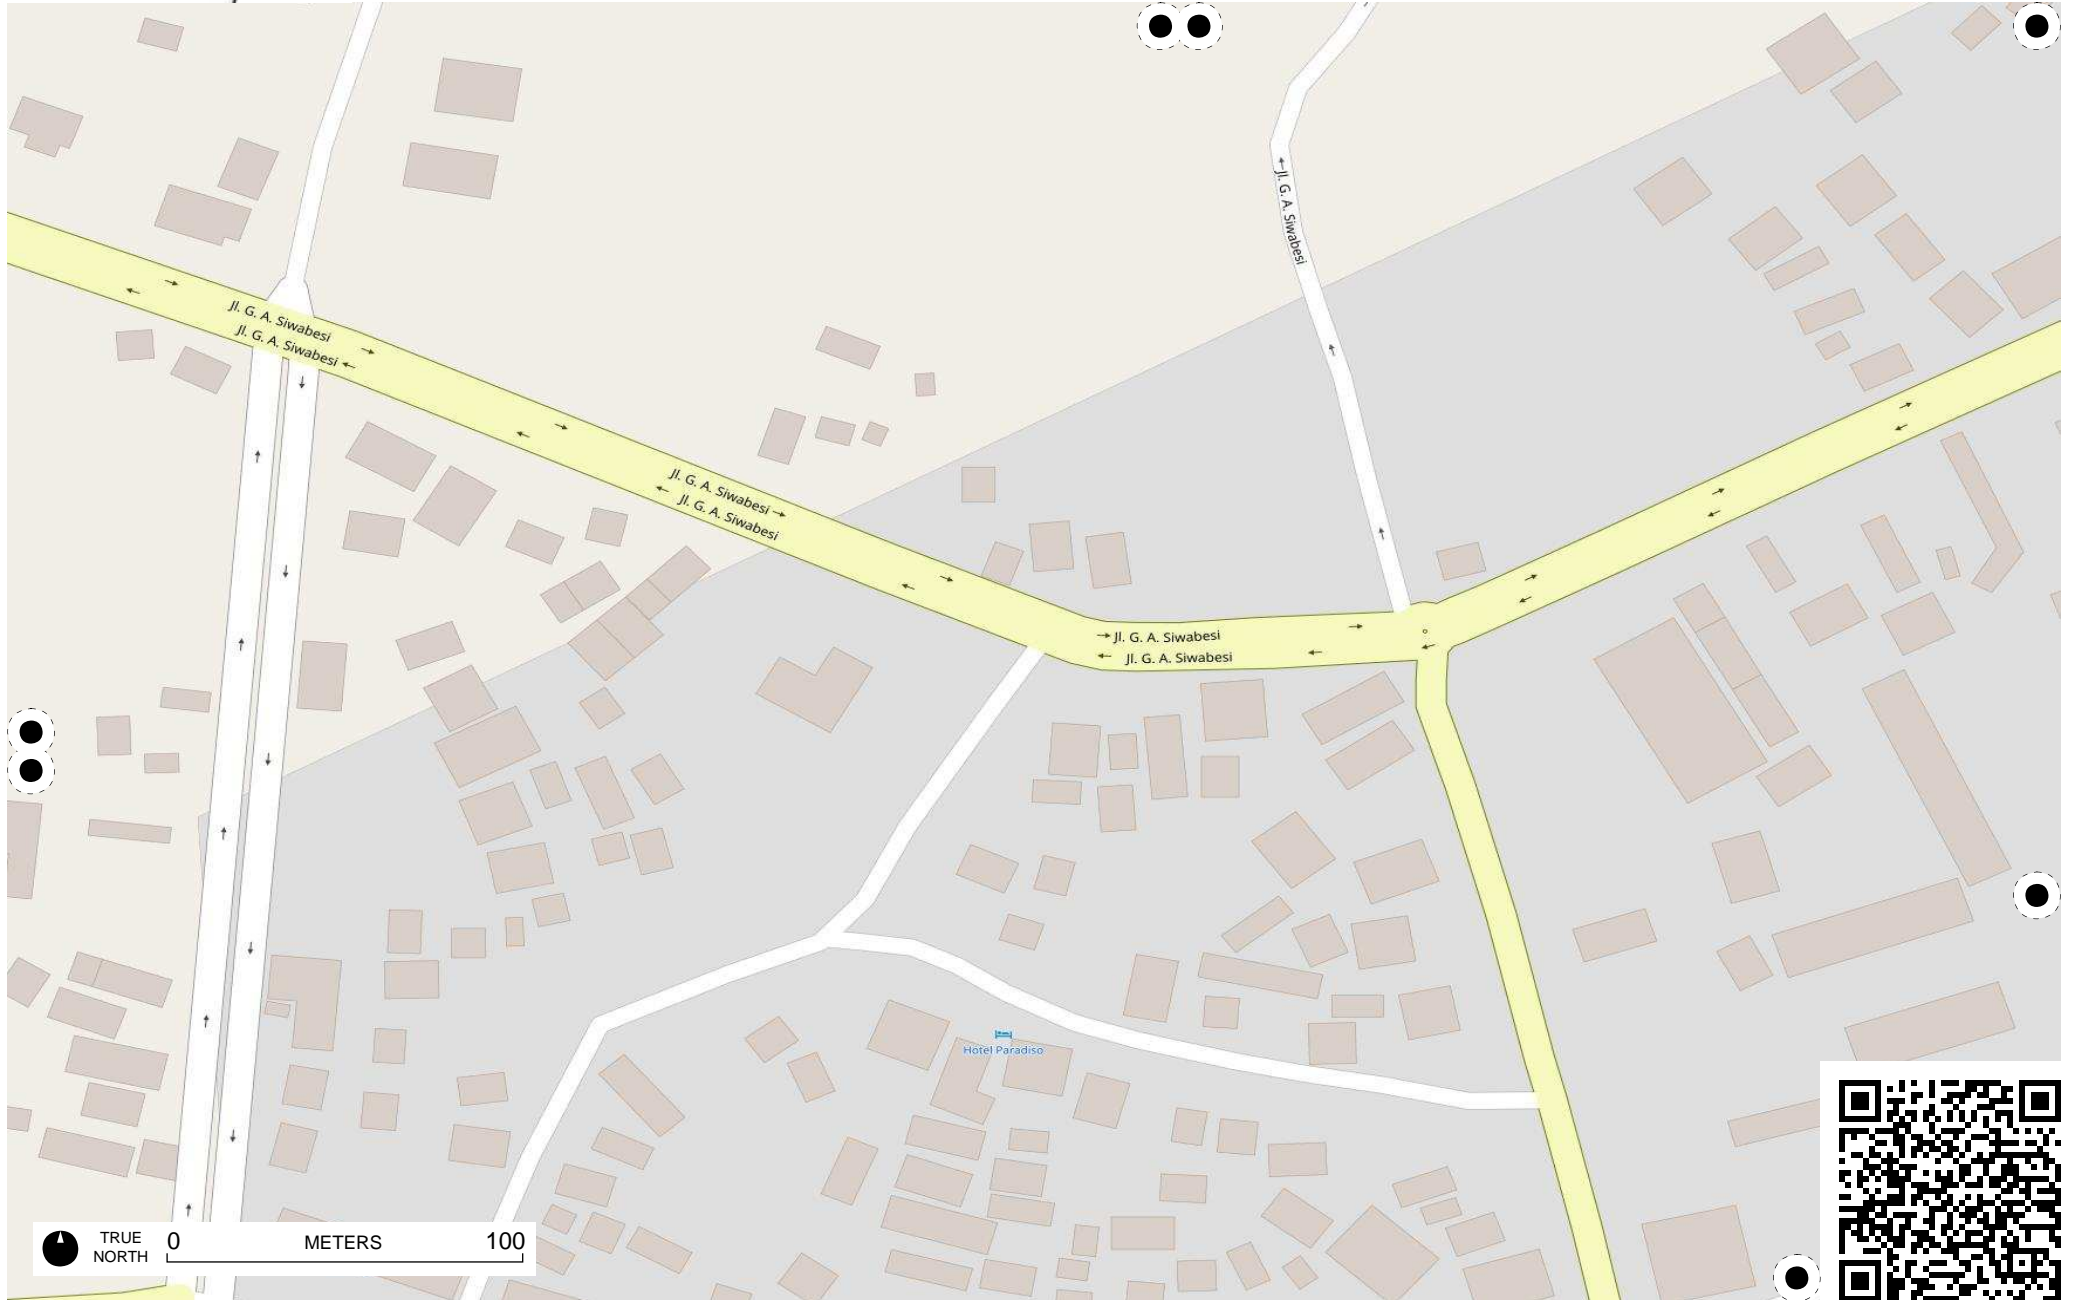 Jl. G. A. Siwabesi
Jl. G. A. Siwabesi
Jl. G. A. Siwabesi
Jl. G. A. Siwabesi
Jl. G. A. Siwabesi
Jl. G. A. Siwabesi
Jl. G. A. Siwabesi
Hotel Paradiso
TRUE
NORTH
0 METERS 100